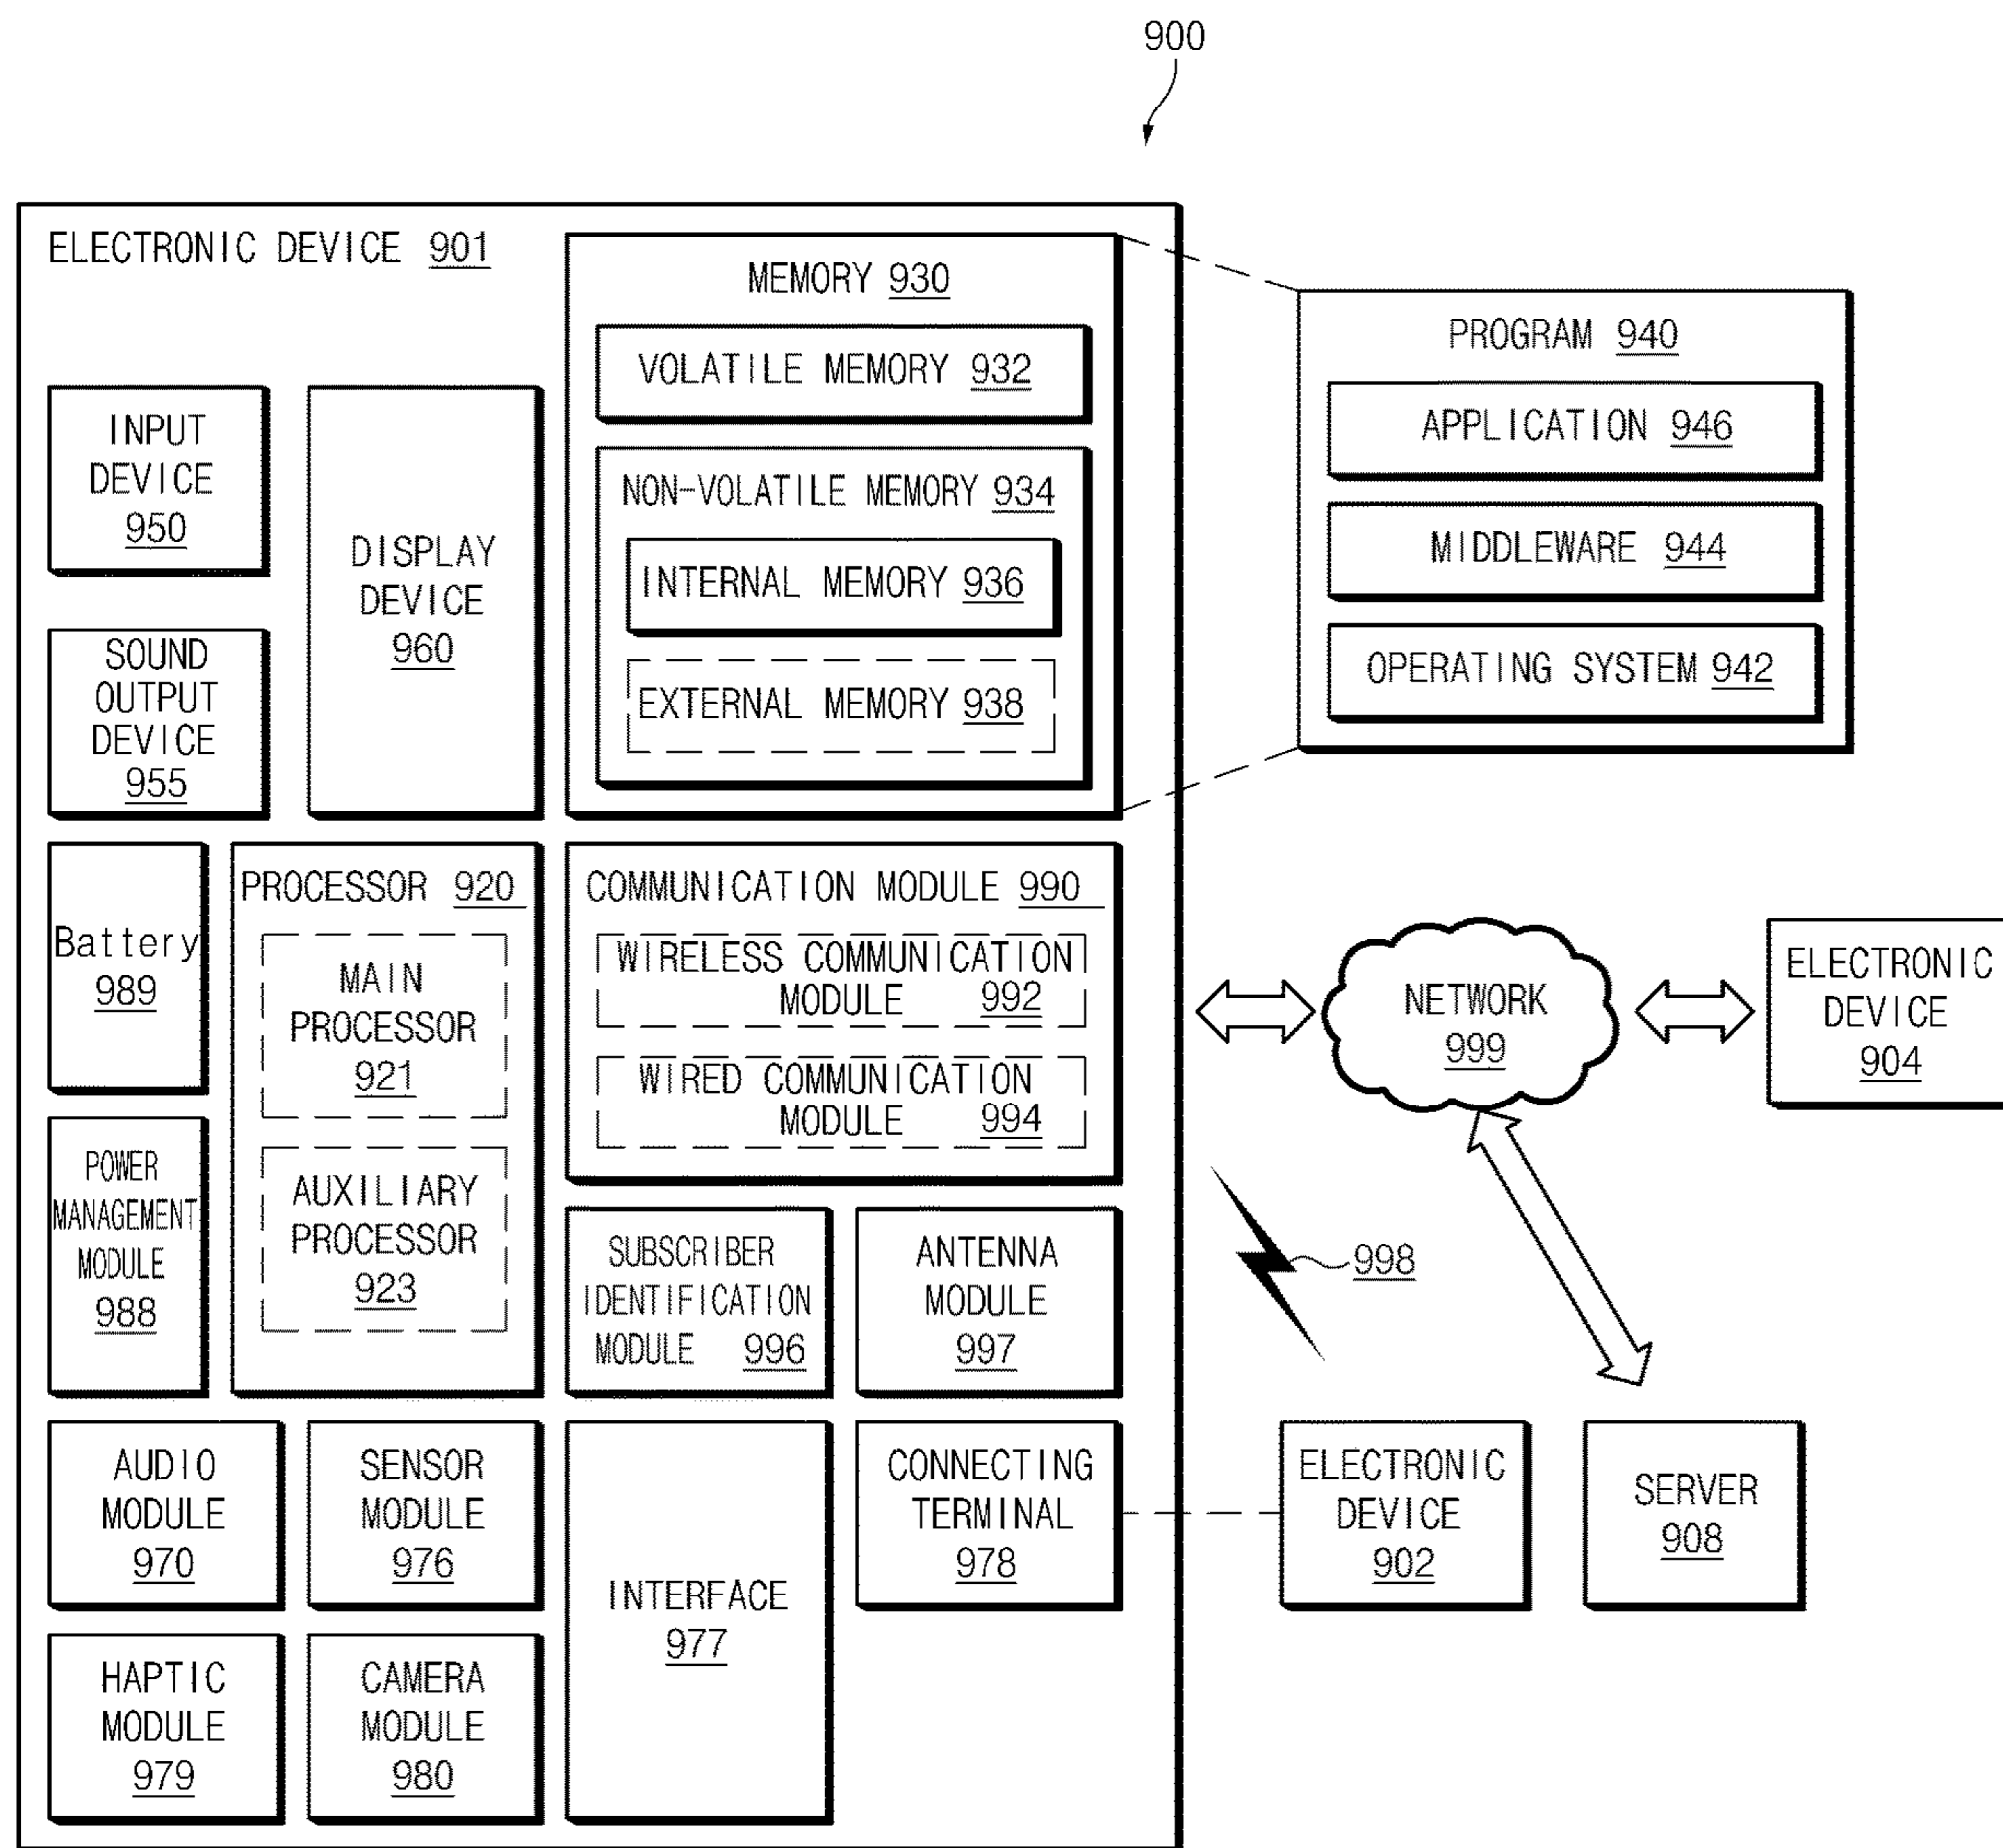 900
ELECTRONIC DEVICE 901
INPUT
DEVICE
950
SOUND
OUTPUT
DEVICE
955
DISPLAY
DEVICE
960
MEMORY 930
VOLATILE MEMORY 932
NON-VOLATILE MEMORY 934
INTERNAL MEMORY 936
EXTERNAL MEMORY 938
PROGRAM 940
APPLICATION 946
MIDDLEWARE 944
OPERATING SYSTEM 942
Battery
989
POWER
MANAGEMENT
MODULE
988
PROCESSOR 920
MAIN
PROCESSOR
921
AUXILIARY
PROCESSOR
923
COMMUNICATION MODULE 990
WIRELESS COMMUNICATION
MODULE 992
WIRED COMMUNICATION
MODULE 994
SUBSCRIBER
IDENTIFICATION
MODULE 996
ANTENNA
MODULE
997
NETWORK
999
ELECTRONIC
DEVICE
904
998
AUDIO
MODULE
970
SENSOR
MODULE
976
INTERFACE
977
CONNECTING
TERMINAL
978
ELECTRONIC
DEVICE
902
SERVER
908
HAPTIC
MODULE
979
CAMERA
MODULE
980